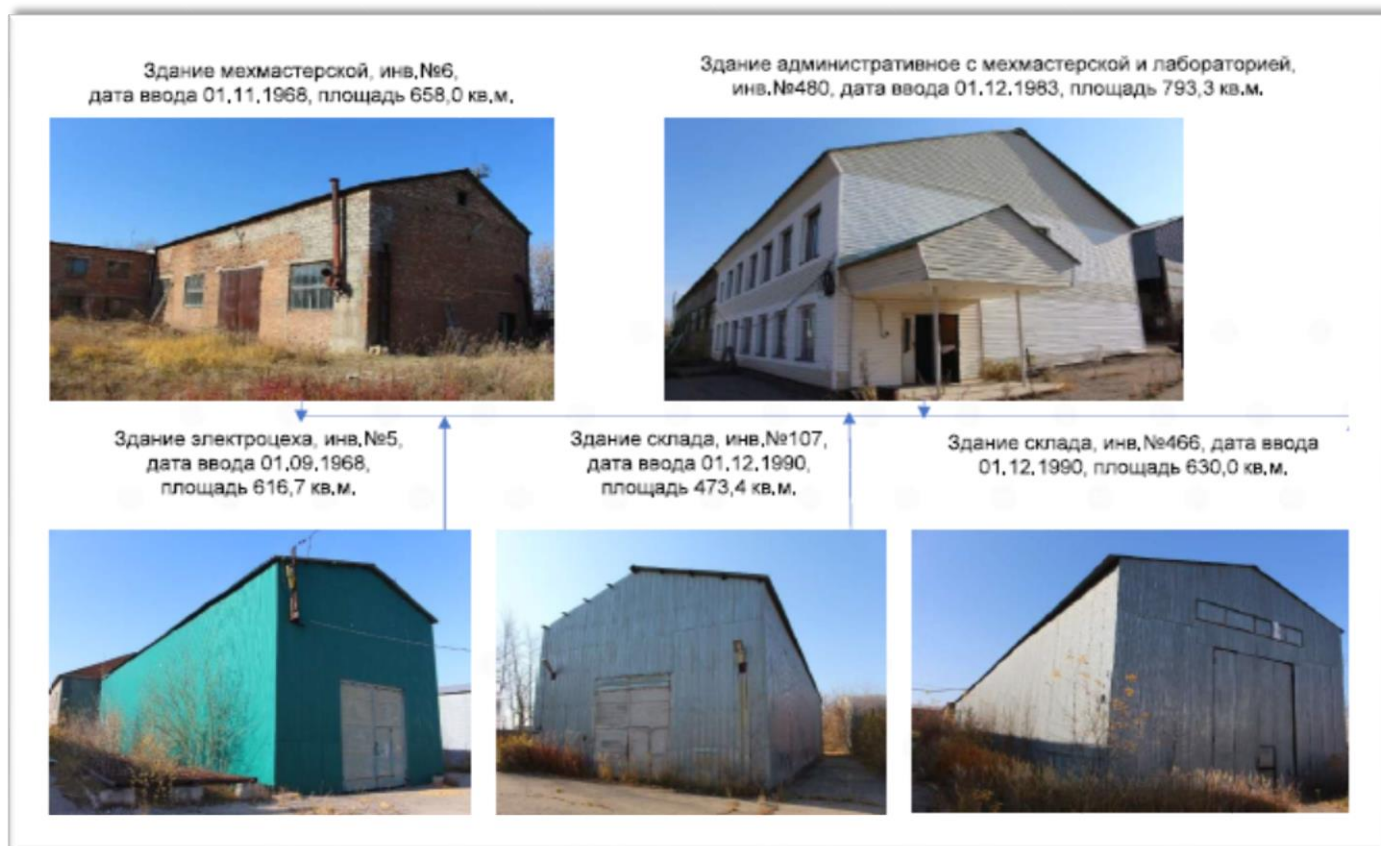 Здание мехмастерской, инв.№6,
дата ввода 01.11.1968, площадь 658,0 кв.м.
Здание административное с мехмастерской и лабораторией,
инв.№480, дата ввода 01.12.1983, площадь 793,3 кв.м.
Здание электроцеха, инв.№5,
дата ввода 01.09.1968,
площадь 616,7 кв.м.
Здание склада, инв.№107,
дата ввода 01.12.1990,
площадь 473,4 кв.м.
Здание склада, инв.№466, дата ввода
01.12.1990, площадь 630,0 кв.м.